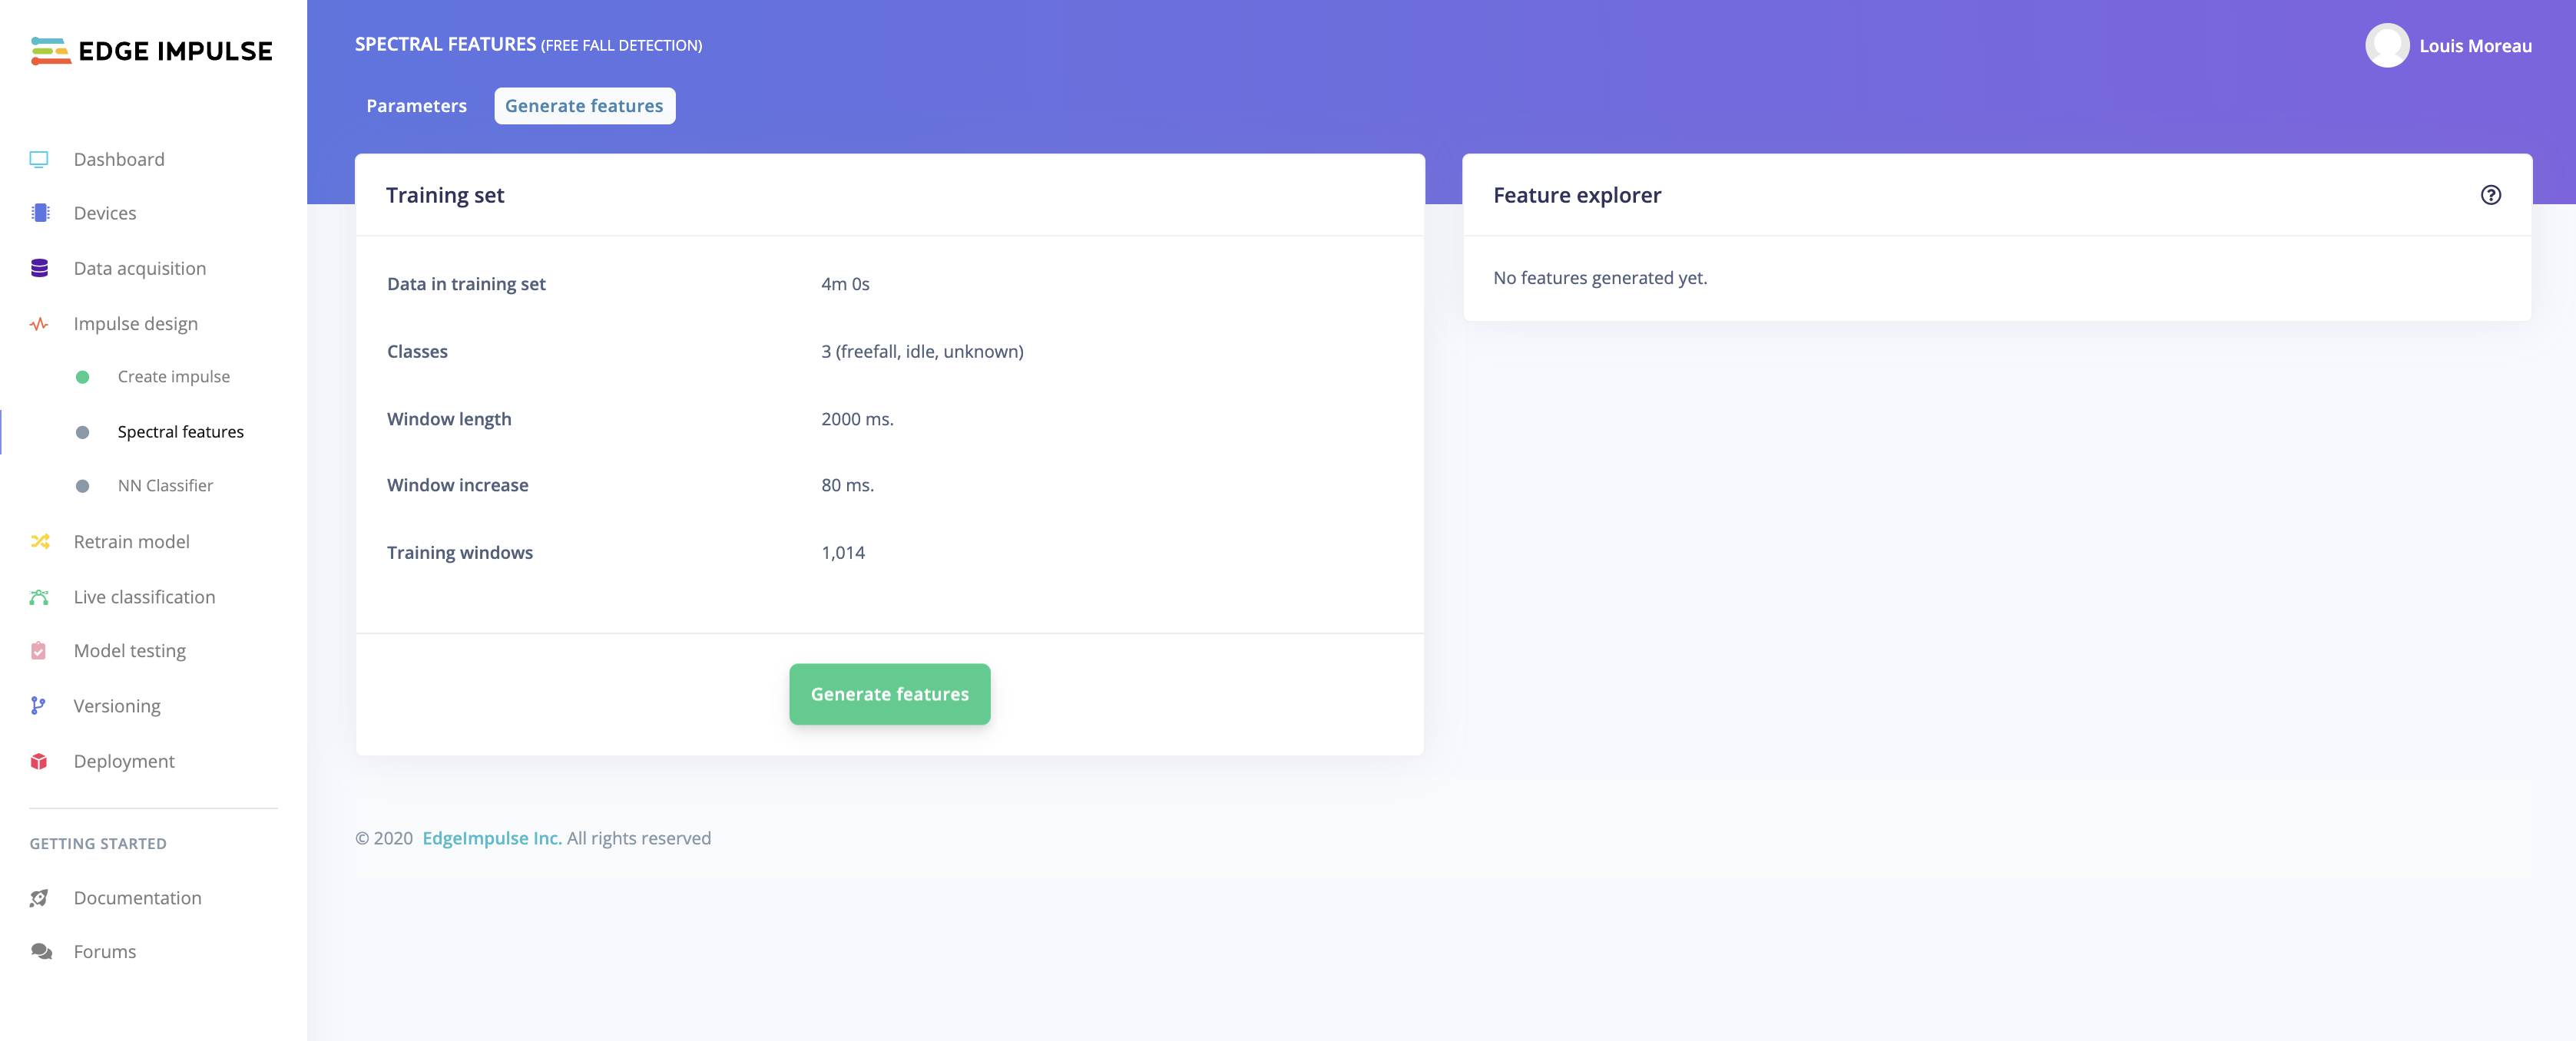 EDGE IMPULSE
Dashboard
Devices
Data acquisition
Impulse design
Create impulse
Spectral features
NN Classifier
Retrain model
Live classification
Model testing
Versioning
Deployment
GETTING STARTED
Documentation
Forums
SPECTRAL FEATURES (FREE FALL DETECTION)
Louis Moreau
Parameters
Generate features
Training set
Data in training set 4m 0s
Classes 3 (freefall, idle, unknown)
Window length 2000 ms.
Window increase 80 ms.
Training windows 1,014
Generate features
Feature explorer
?
No features generated yet.
© 2020 EdgeImpulse Inc. All rights reserved